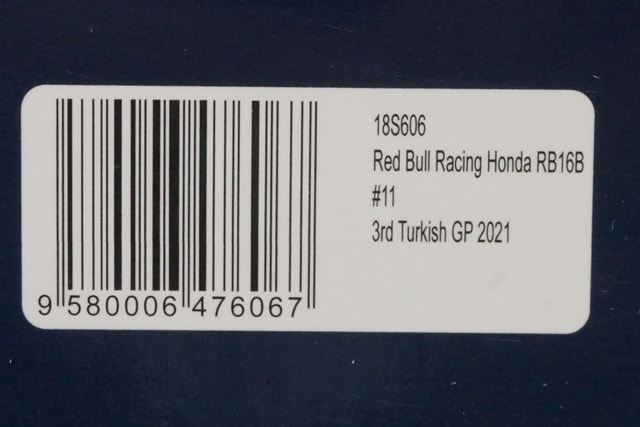 18S606
Red Bull Racing Honda RB16B
#11
3rd Turkish GP 2021
9 580006 476067